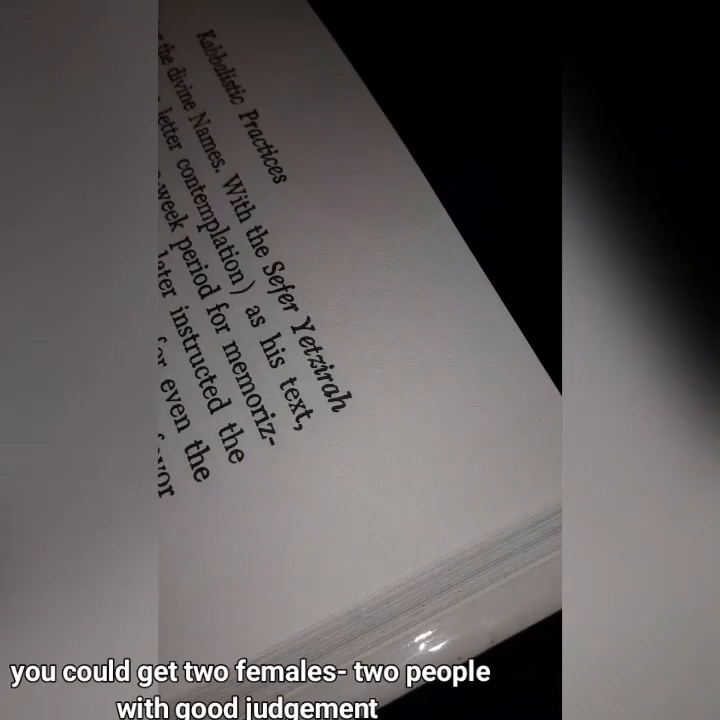 Kabbalistic Practices
the divine Names. With the Sefer Yetzirah
letter contemplation) as his text,
week period for memoriz-
later instructed the
for even the
you could get two females- two people
with good judgement